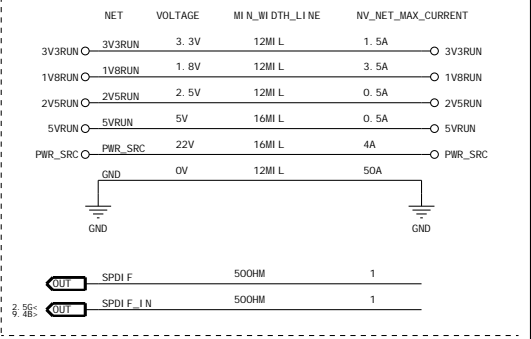 NET VOLTAGE MIN_WIDTH_LINE NV_NET_MAX_CURRENT
3V3RUN 3V3RUN 3.3V 12MIL 1.5A 3V3RUN
1V8RUN 1V8RUN 1.8V 12MIL 3.5A 1V8RUN
2V5RUN 2V5RUN 2.5V 12MIL 0.5A 2V5RUN
5VRUN 5VRUN 5V 16MIL 0.5A 5VRUN
PWR_SRC PWR_SRC 22V 16MIL 4A PWR_SRC
GND 0V 12MIL 50A
GND GND
OUT SPDIF 50OHM 1
2.5G<
9.4B> OUT SPDIF_IN 50OHM 1